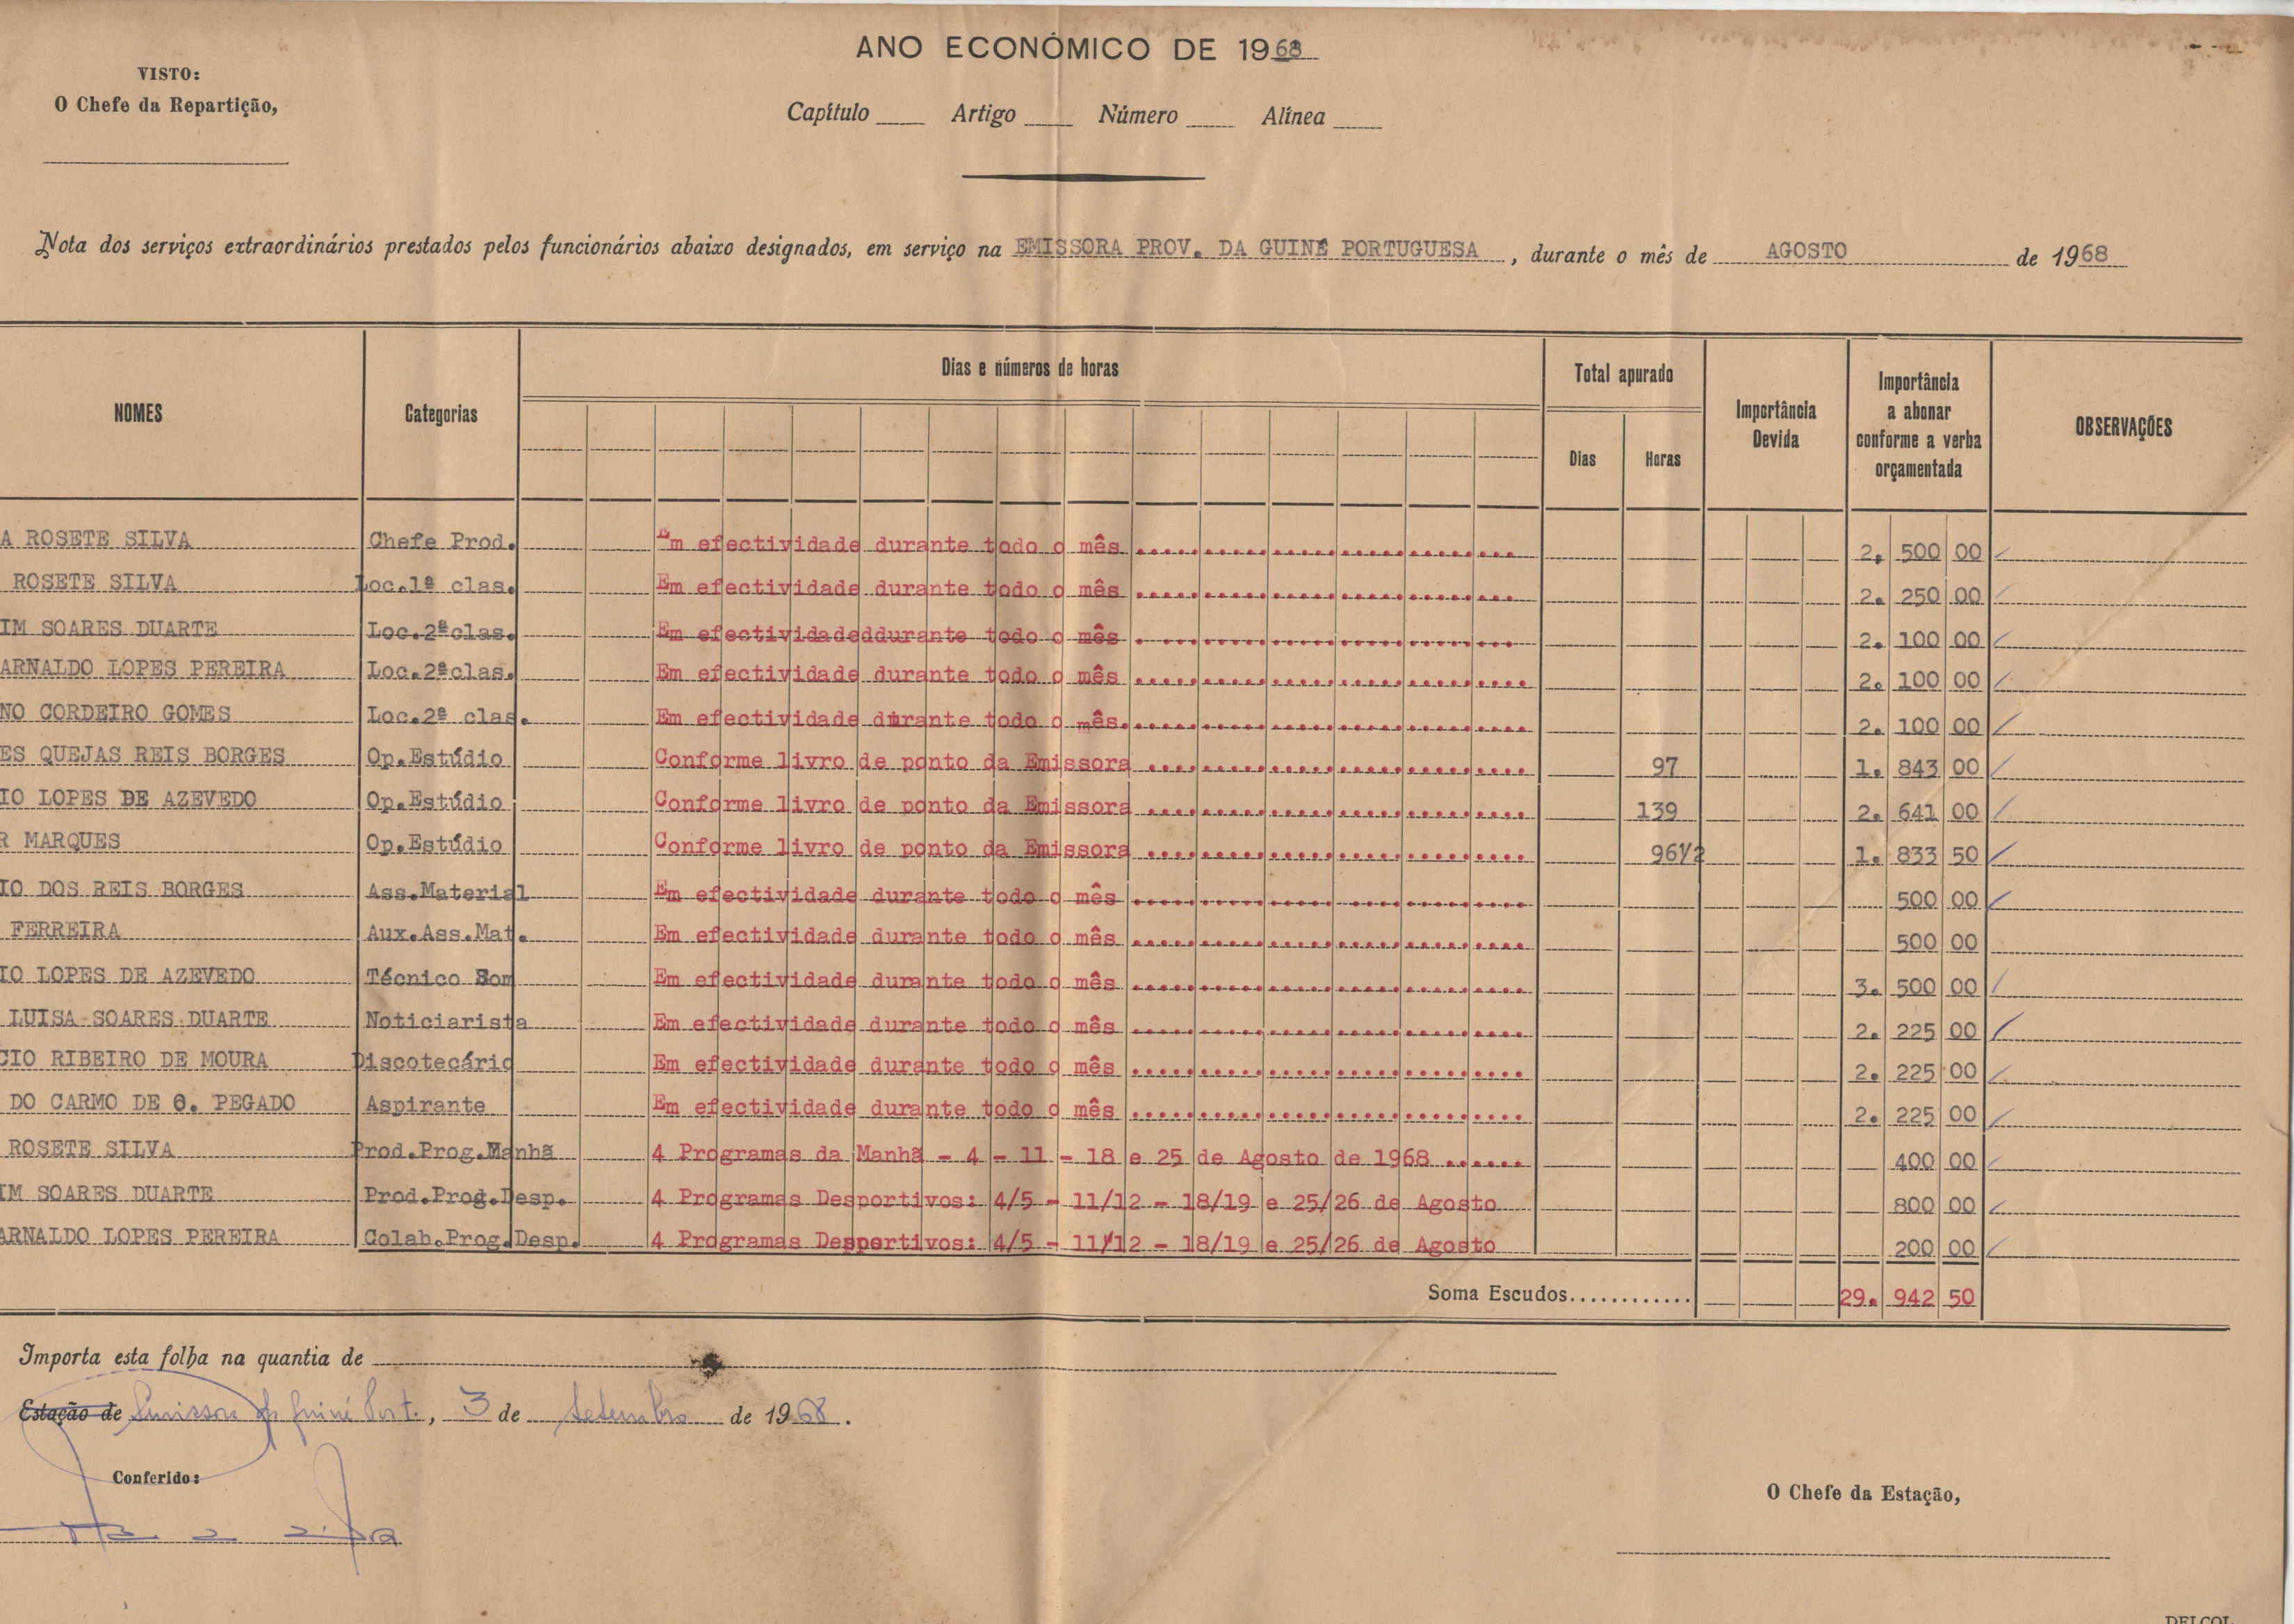 ANO ECONÓMICO DE 1968
VISTO:
O Chefe da Repartição,
Capítulo Artigo Número Alínea
Nota dos serviços extraordinários prestados pelos funcionários abaixo designados, em serviço na EMISSORA PROV. DA GUINÉ PORTUGUESA, durante o mês de AGOSTO de 1968
NOMES Categorias Dias e números de horas Total apurado Dias Horas Importância Devida Importância a abonar conforme a verba orçamentada OBSERVAÇÕES
A ROSETE SILVA Chefe Prod. Em efectividade durante todo o mês 2. 500 00
ROSETE SILVA Loc.1ª clas. Em efectividade durante todo o mês 2. 250 00
IM SOARES DUARTE Loc.2ªclas. Em efectividadeddurante todo o mês 2. 100 00
ARNALDO LOPES PEREIRA Loc.2ªclas. Em efectividade durante todo o mês 2. 100 00
NO CORDEIRO GOMES Loc.2ª clas. Em efectividade durante todo o mês. 2. 100 00
ES QUEJAS REIS BORGES Op.Estúdio Conforme livro de ponto da Emissora 97 1. 843 00
IO LOPES DE AZEVEDO Op.Estúdio Conforme livro de ponto da Emissora 139 2. 641 00
R MARQUES Op.Estúdio Conforme livro de ponto da Emissora 961/2 1. 833 50
IO DOS REIS BORGES Ass.Material Em efectividade durante todo o mês 500 00
FERREIRA Aux.Ass.Mat. Em efectividade durante todo o mês 500 00
IO LOPES DE AZEVEDO Técnico Som Em efectividade durante todo o mês 3. 500 00
LUISA SOARES DUARTE Noticiarista Em efectividade durante todo o mês 2. 225 00
CIO RIBEIRO DE MOURA Discotecário Em efectividade durante todo o mês 2. 225 00
DO CARMO DE O. PEGADO Aspirante Em efectividade durante todo o mês 2. 225 00
ROSETE SILVA Prod.Prog.Manhã 4 Programas da Manhã - 4 - 11 - 18 e 25 de Agosto de 1968 400 00
IM SOARES DUARTE Prod.Prog.Desp. 4 Programas Desportivos: 4/5 - 11/12 - 18/19 e 25/26 de Agosto 800 00
ARNALDO LOPES PEREIRA Colab.Prog.Desp. 4 Programas Desportivos: 4/5 - 11/12 - 18/19 e 25/26 de Agosto 200 00
Soma Escudos............ 29. 942 50
Importa esta folha na quantia de
Estação de Emissora da Guiné Port., 3 de Setembro de 1968.
Conferido:
O Chefe da Estação,